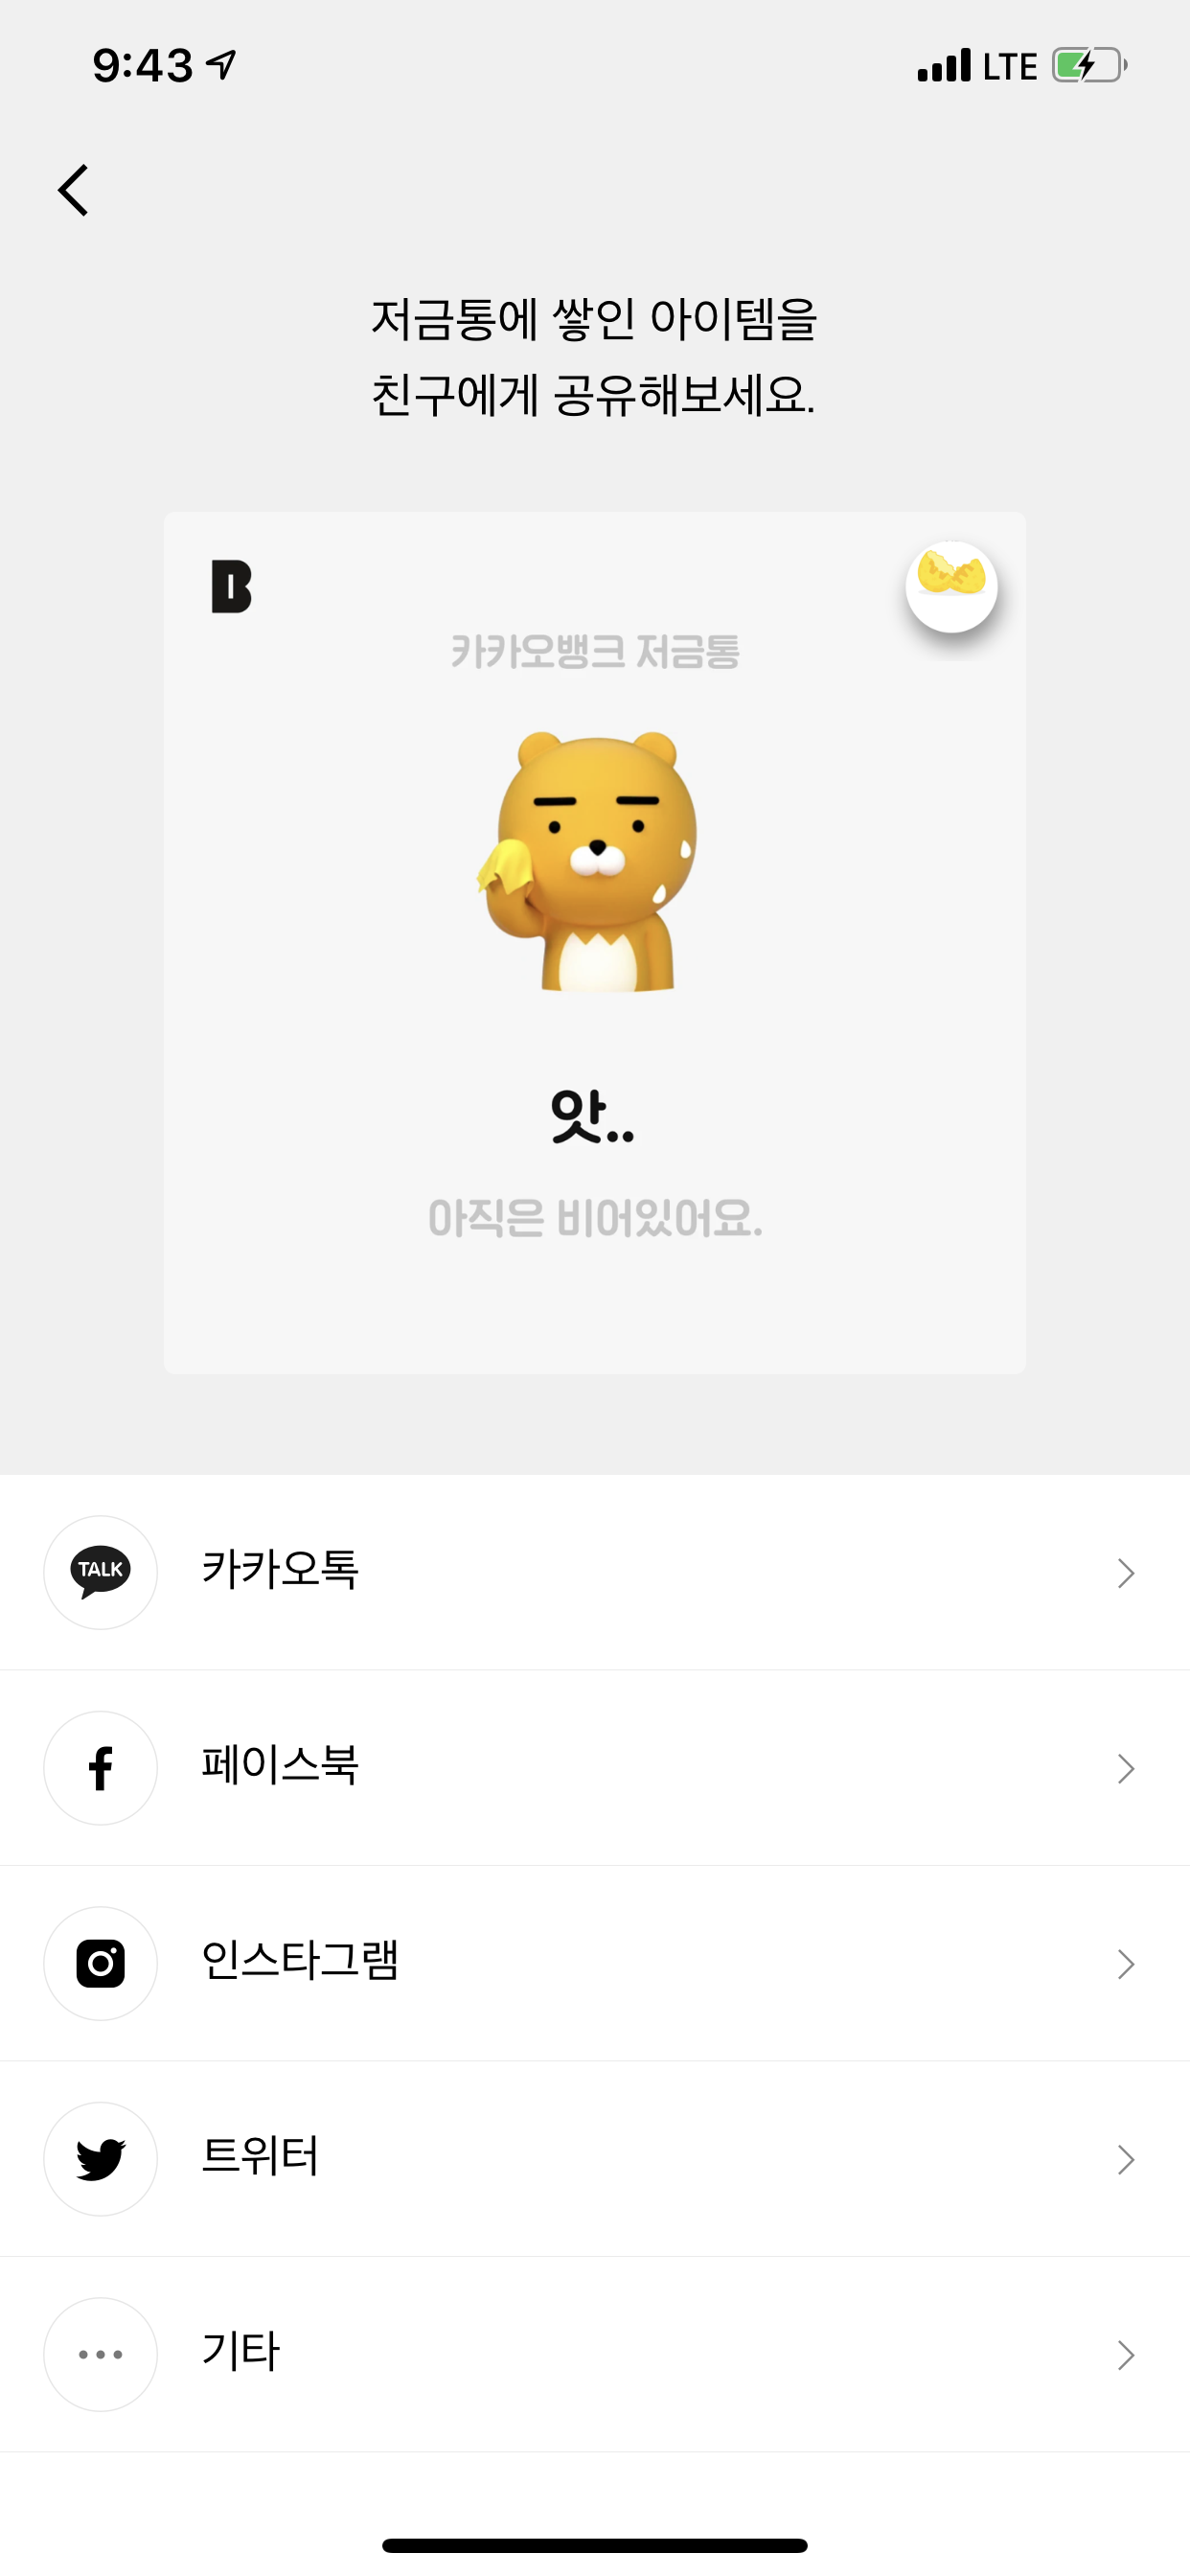 9:43
LTE
저금통에 쌓인 아이템을
친구에게 공유해보세요.
B
카카오뱅크 저금통
앗..
아직은 비어있어요.
TALK
카카오톡
페이스북
인스타그램
트위터
기타